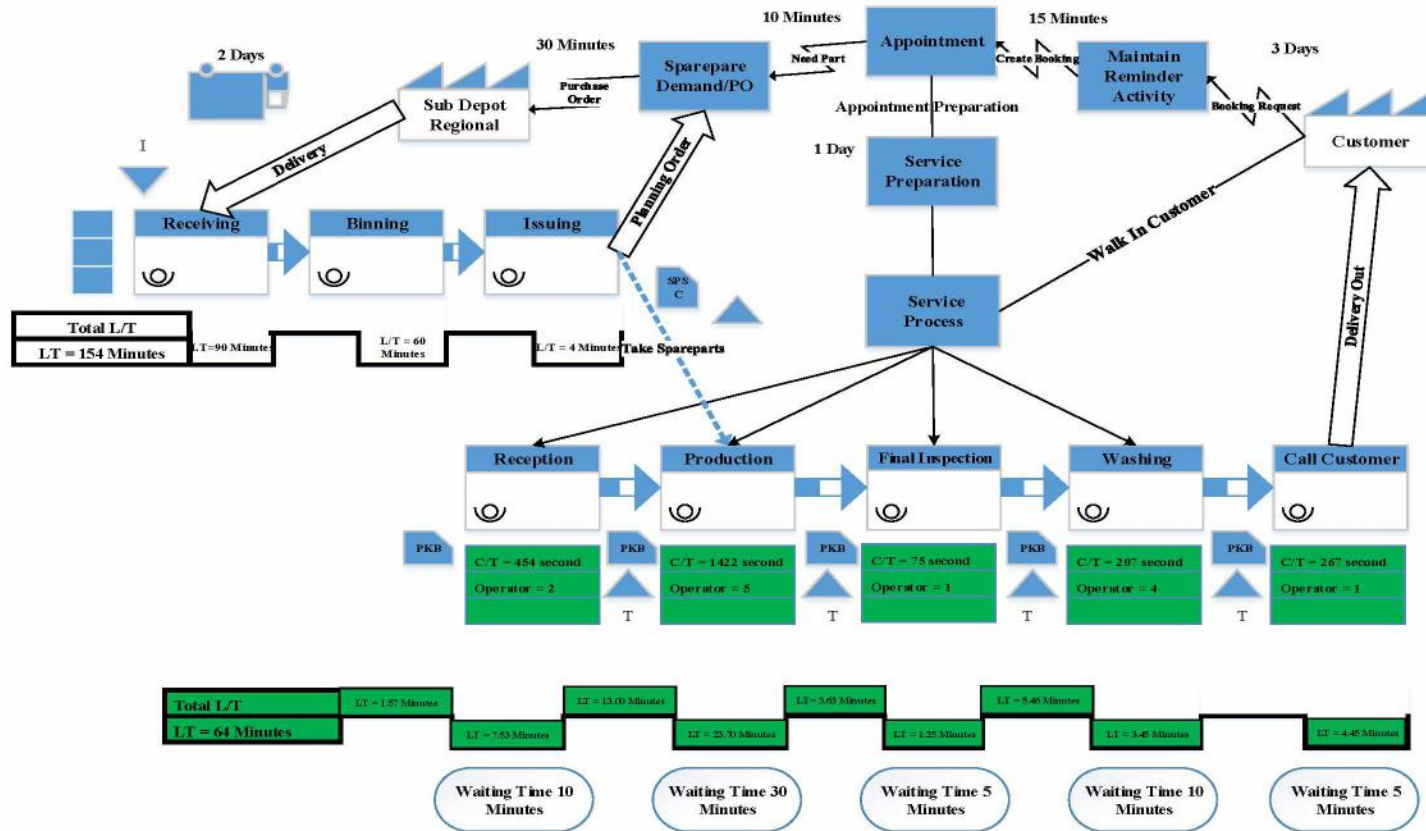 2 Days
30 Minutes
10 Minutes
15 Minutes
3 Days
Appointment
Sparepare
Demand/PO
Need Part
Create Booking
Maintain
Reminder
Activity
Booking Request
Purchase
Order
Sub Depot
Regional
Customer
Appointment Preparation
1 Day
Service
Preparation
I
Delivery
Planning Order
Walk In Customer
Delivery Out
Receiving
Binning
Issuing
SPS
C
Service
Process
Total L/T
LT = 154 Minutes
LT=90 Minutes
L/T = 60
Minutes
L/T = 4 Minutes
Take Spareparts
Reception
Production
Final Inspection
Washing
Call Customer
PKB
PKB
PKB
PKB
PKB
C/T = 454 second
Operator = 2
C/T = 1422 second
Operator = 5
C/T = 75 second
Operator = 1
C/T = 207 second
Operator = 4
C/T = 267 second
Operator = 1
T
T
T
T
Total L/T
LT = 64 Minutes
LT = 1.57 Minutes
LT = 7.53 Minutes
LT = 13.00 Minutes
LT = 23.70 Minutes
LT = 3.63 Minutes
LT = 1.25 Minutes
LT = 5.46 Minutes
LT = 3.45 Minutes
LT = 4.45 Minutes
Waiting Time 10
Minutes
Waiting Time 30
Minutes
Waiting Time 5
Minutes
Waiting Time 10
Minutes
Waiting Time 5
Minutes